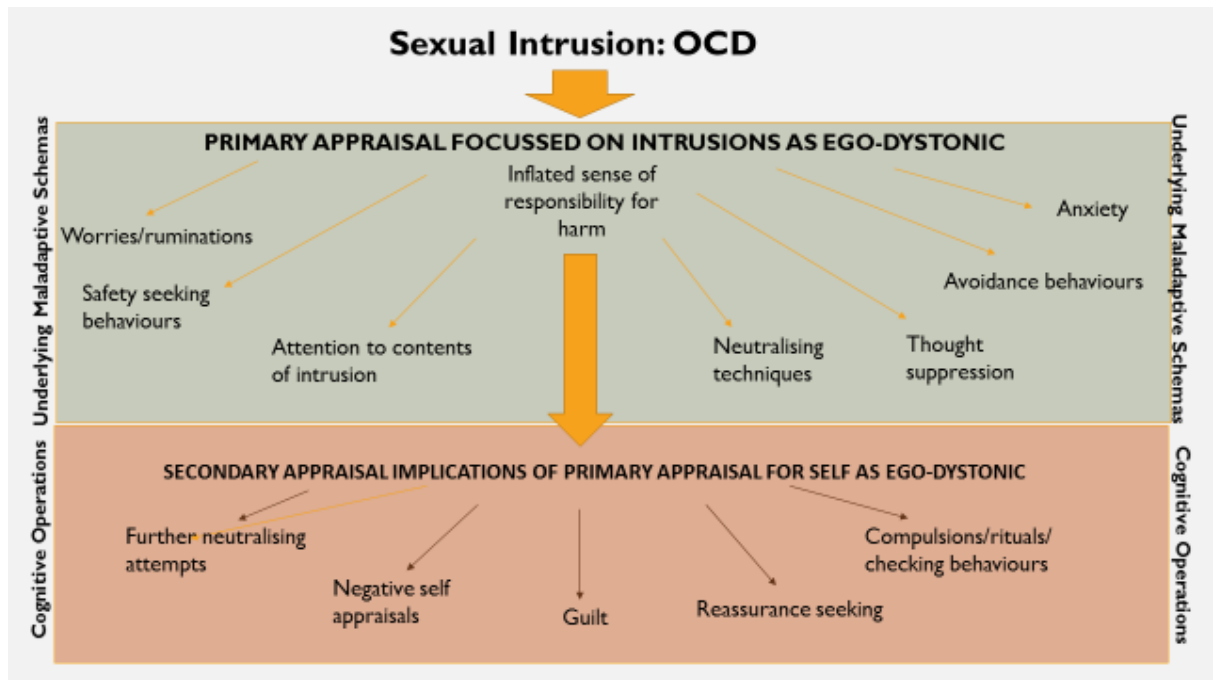 Sexual Intrusion: OCD
Underlying Maladaptive Schemas
PRIMARY APPRAISAL FOCUSSED ON INTRUSIONS AS EGO-DYSTONIC
Inflated sense of
responsibility for
harm
Worries/ruminations
Safety seeking
behaviours
Attention to contents
of intrusion
Neutralising
techniques
Thought
suppression
Avoidance behaviours
Anxiety
Underlying Maladaptive Schemas
Cognitive Operations
SECONDARY APPRAISAL IMPLICATIONS OF PRIMARY APPRAISAL FOR SELF AS EGO-DYSTONIC
Further neutralising
attempts
Negative self
appraisals
Guilt
Reassurance seeking
Compulsions/rituals/
checking behaviours
Cognitive Operations